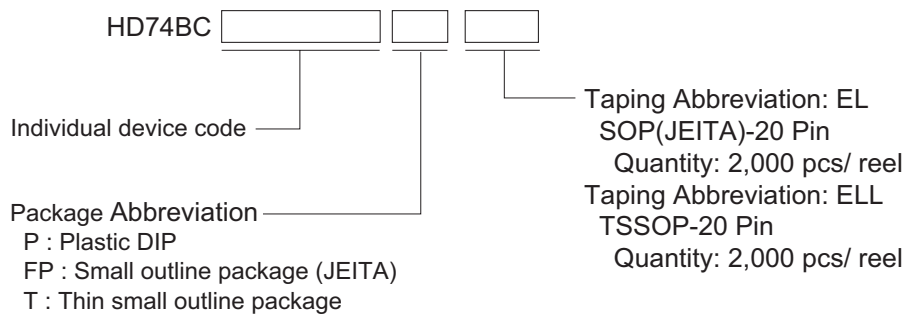 HD74BC
Individual device code
Package Abbreviation
P : Plastic DIP
FP : Small outline package (JEITA)
T : Thin small outline package
Taping Abbreviation: EL
SOP(JEITA)-20 Pin
Quantity: 2,000 pcs/ reel
Taping Abbreviation: ELL
TSSOP-20 Pin
Quantity: 2,000 pcs/ reel